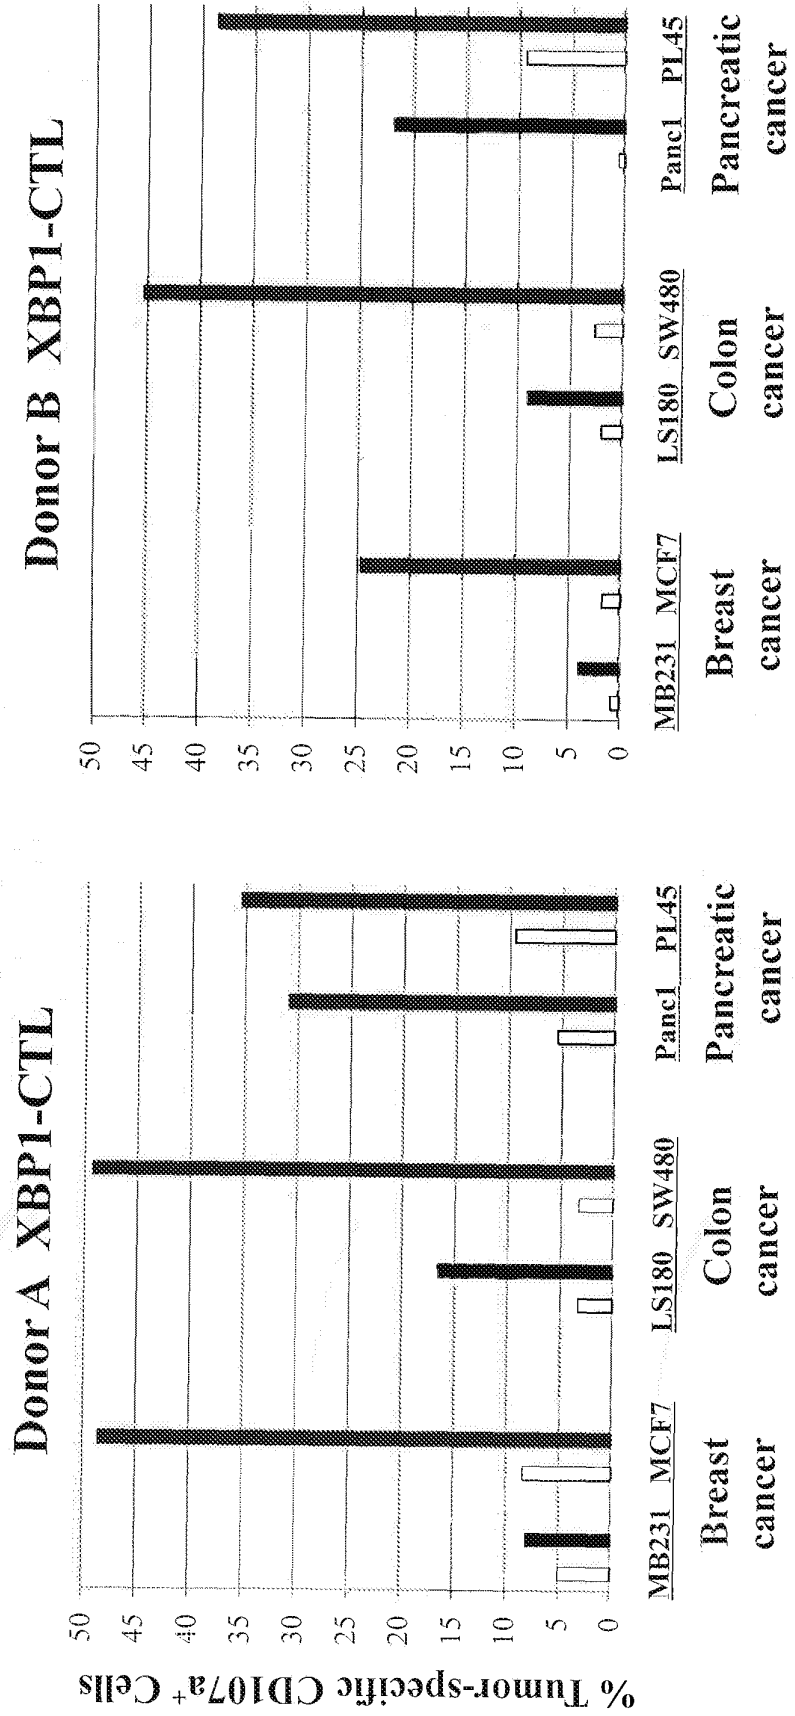 Donor A XBP1-CTL
% Tumor-specific CD107a⁺ Cells
50
45
40
35
30
25
20
15
10
5
0
MB231 MCF7
LS180 SW480
Panc1 PL45
Breast
cancer
Colon
cancer
Pancreatic
cancer
Donor B XBP1-CTL
50
45
40
35
30
25
20
15
10
5
0
MB231 MCF7
LS180 SW480
Panc1 PL45
Breast
cancer
Colon
cancer
Pancreatic
cancer